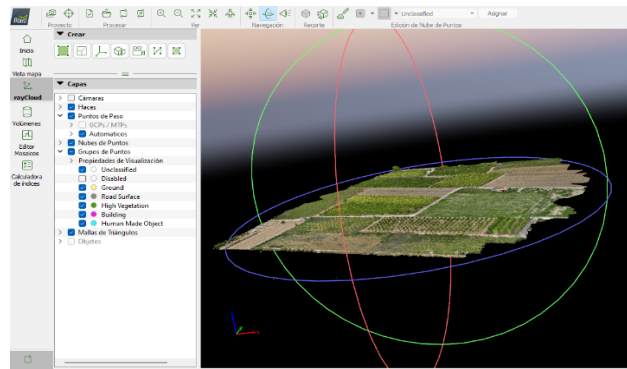 Proyecto Procesar Ver Navegación Recorte Edición de Nube de Puntos
Unclassified Asignar
Inicio
Vista mapa
rayCloud
Volúmenes
Editor
Mosaicos
Calculadora
de índices
Crear
Capas
Cámaras
Haces
Puntos de Paso
GCPs / MTPs
Automaticos
Nubes de Puntos
Grupos de Puntos
Propiedades de Visualización
Unclassified
Disabled
Ground
Road Surface
High Vegetation
Building
Human Made Object
Mallas de Triángulos
Objetos